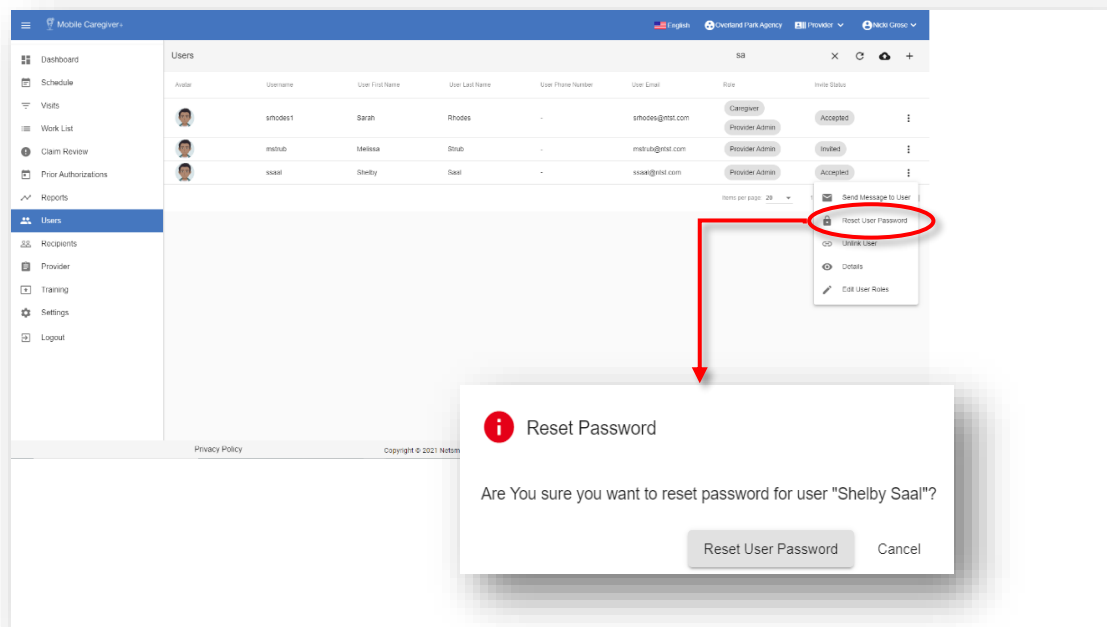 Mobile Caregiver+
English
Overland Park Agency
Provider
Nicki Grose
Dashboard
Schedule
Visits
Work List
Claim Review
Prior Authorizations
Reports
Users
Recipients
Provider
Training
Settings
Logout
Users
sa
Avatar Username User First Name User Last Name User Phone Number User Email Role Invite Status
srhodes1 Sarah Rhodes - srhodes@ntst.com Caregiver Provider Admin Accepted
mstrub Melissa Strub - mstrub@ntst.com Provider Admin Invited
ssaal Shelby Saal - ssaal@ntst.com Provider Admin Accepted
Items per page 20
Send Message to User
Reset User Password
Unlink User
Details
Edit User Roles
Privacy Policy
Copyright © 2021
Reset Password
Are You sure you want to reset password for user "Shelby Saal"?
Reset User Password
Cancel